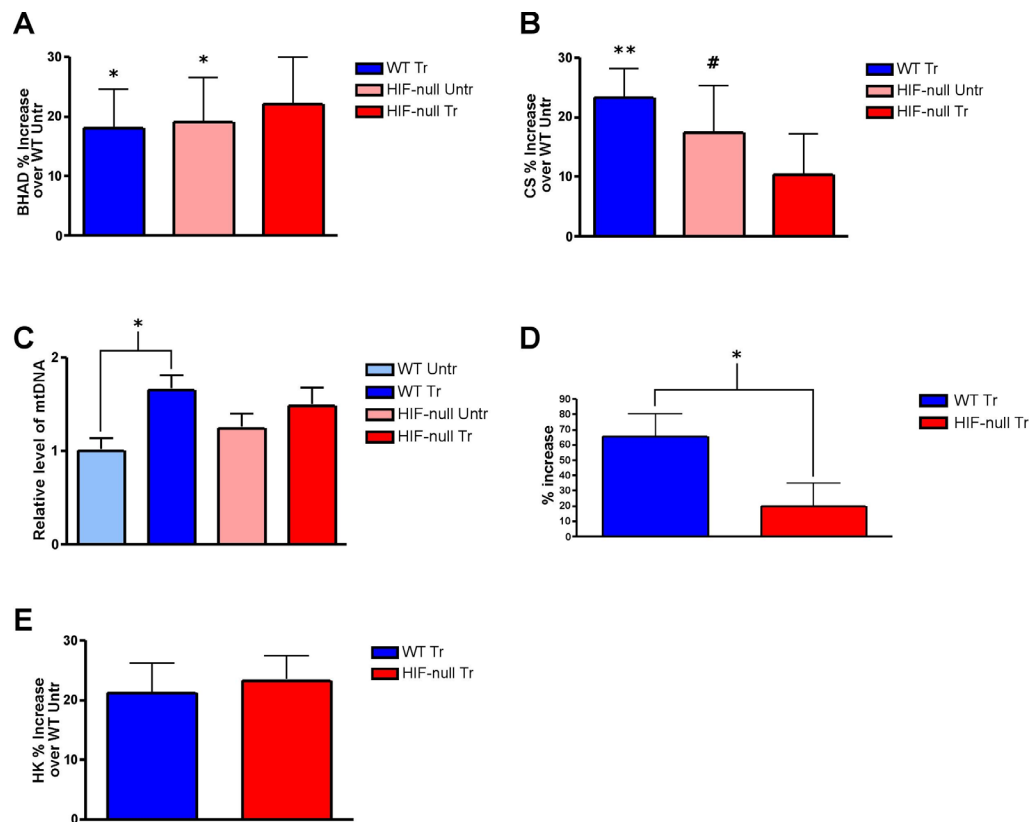 A
BHAD % Increase
over WT Untr
30
20
10
0
*
*
WT Tr
HIF-null Untr
HIF-null Tr
B
CS % Increase
over WT Untr
30
20
10
0
**
#
WT Tr
HIF-null Untr
HIF-null Tr
C
Relative level of mtDNA
2
1
0
*
WT Untr
WT Tr
HIF-null Untr
HIF-null Tr
D
% increase
90
80
70
60
50
40
30
20
10
0
*
WT Tr
HIF-null Tr
E
HK % Increase
over WT Untr
30
20
10
0
WT Tr
HIF-null Tr